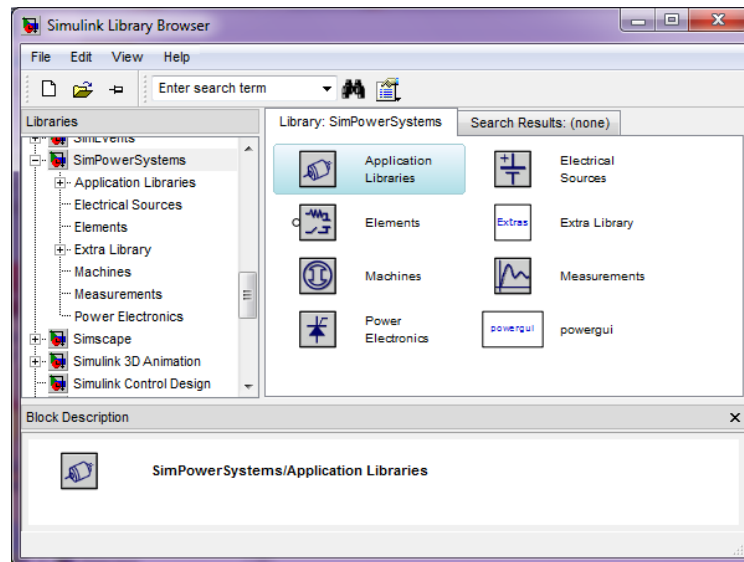 Simulink Library Browser
File Edit View Help
Enter search term
Libraries
Library: SimPowerSystems
Search Results: (none)
SimEvents
SimPowerSystems
Application Libraries
Electrical Sources
Elements
Extra Library
Machines
Measurements
Power Electronics
Simscape
Simulink 3D Animation
Simulink Control Design
Application
Libraries
Electrical
Sources
Elements
Extras
Extra Library
Machines
Measurements
Power
Electronics
powergui
powergui
Block Description
SimPowerSystems/Application Libraries